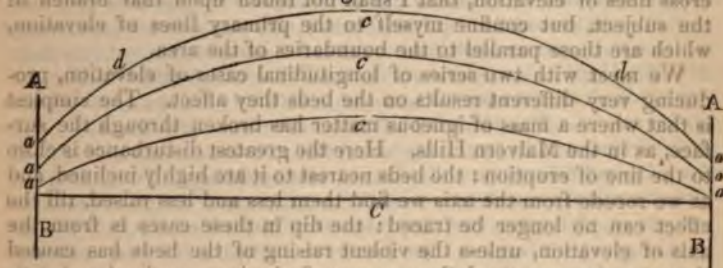 cross lines of elevation, that I shall not touch upon that branch of
the subject, but confine myself to the primary lines of elevation,
which are those parallel to the boundaries of the area.
c
d c d
A A
We meet with two series of longitudinal cases of elevation, pro-
ducing very different results on the beds they affect. The simplest
is that where a mass of igneous matter has broken through the sur-
c
face, as in the Malvern Hills. Here the greatest disturbance is close
a a
to the line of eruption: the beds nearest to it are highly inclined, and
a a
as we recede from the axis we find them less and less raised, till the
a
C
effect can no longer be traced: the dip in these cases is from the
B B
axis of elevation, unless the violent raising of the beds has caused